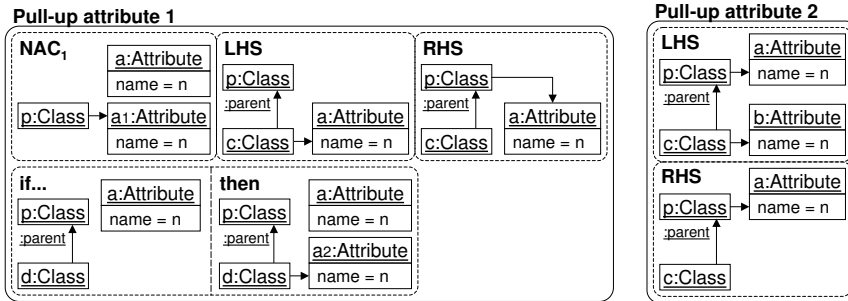 Pull-up attribute 1
NAC1
a:Attribute
name = n
p:Class
a1:Attribute
name = n
LHS
p:Class
:parent
c:Class
a:Attribute
name = n
RHS
p:Class
:parent
c:Class
a:Attribute
name = n
if...
p:Class
:parent
d:Class
a:Attribute
name = n
then
p:Class
:parent
d:Class
a:Attribute
name = n
a2:Attribute
name = n
Pull-up attribute 2
LHS
a:Attribute
name = n
p:Class
:parent
c:Class
b:Attribute
name = n
RHS
a:Attribute
name = n
p:Class
:parent
c:Class